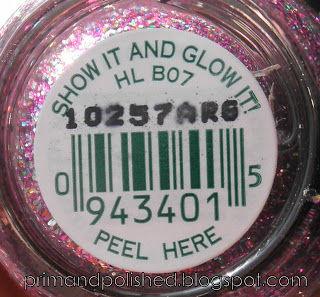 SHOW IT AND GLOW IT!
HL B07
10257AR6
0 943401 5
PEEL HERE
primandpolished.blogspot.com